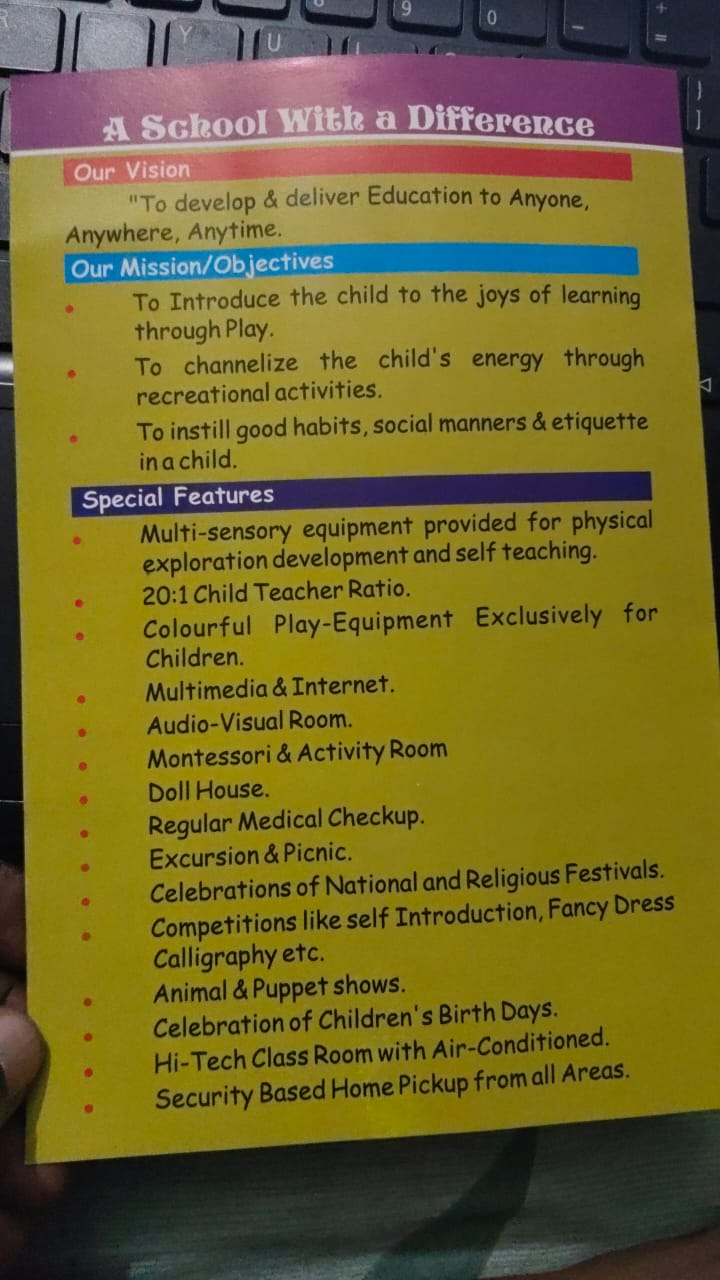 A School With a Difference
Our Vision
"To develop & deliver Education to Anyone,
Anywhere, Anytime.
Our Mission/Objectives
• To Introduce the child to the joys of learning
through Play.
• To channelize the child's energy through
recreational activities.
• To instill good habits, social manners & etiquette
in a child.
Special Features
• Multi-sensory equipment provided for physical
exploration development and self teaching.
• 20:1 Child Teacher Ratio.
• Colourful Play-Equipment Exclusively for
Children.
• Multimedia & Internet.
• Audio-Visual Room.
• Montessori & Activity Room
• Doll House.
• Regular Medical Checkup.
• Excursion & Picnic.
• Celebrations of National and Religious Festivals.
• Competitions like self Introduction, Fancy Dress
Calligraphy etc.
• Animal & Puppet shows.
• Celebration of Children's Birth Days.
• Hi-Tech Class Room with Air-Conditioned.
• Security Based Home Pickup from all Areas.